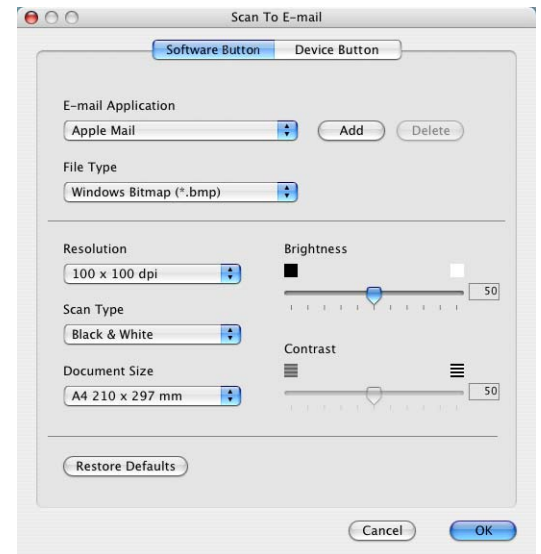 Scan To E-mail
Software Button
Device Button
E-mail Application
Apple Mail
Add
Delete
File Type
Windows Bitmap (*.bmp)
Resolution
100 x 100 dpi
Scan Type
Black & White
Document Size
A4 210 x 297 mm
Brightness
50
Contrast
50
Restore Defaults
Cancel
OK